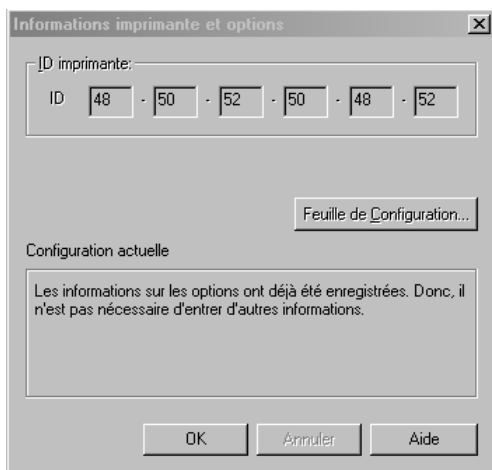 Informations imprimante et options
ID imprimante:
ID 48 - 50 - 52 - 50 - 48 - 52
Feuille de Configuration...
Configuration actuelle
Les informations sur les options ont déjà été enregistrées. Donc, il
n'est pas nécessaire d'entrer d'autres informations.
OK Annuler Aide